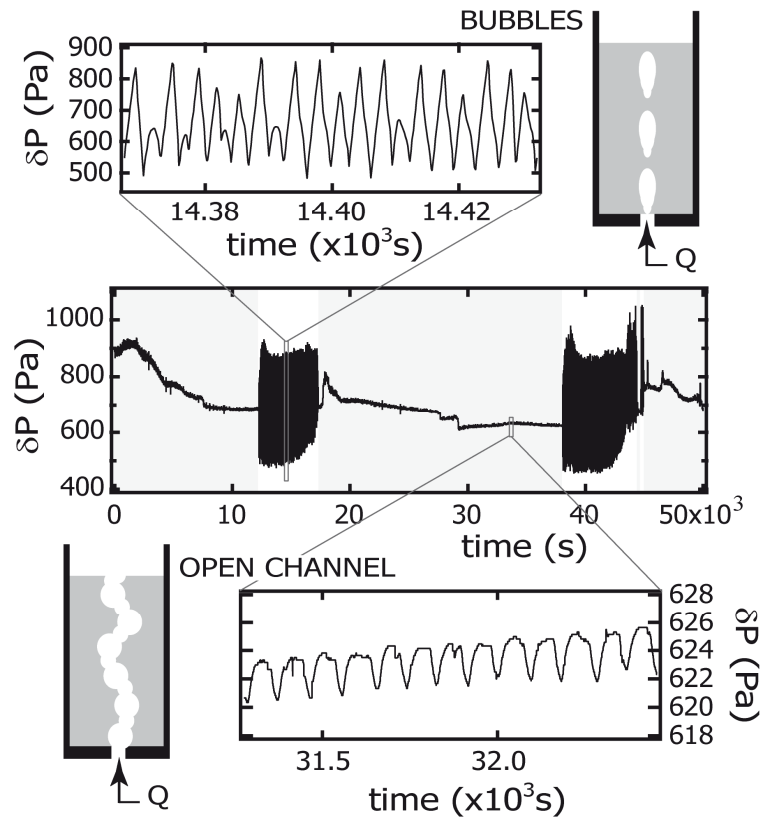 BUBBLES
900
800
700
600
500
δP (Pa)
14.38 14.40 14.42
time (x10³s)
Q
1000
800
600
400
δP (Pa)
0 10 20 30 40 50x10³
time (s)
OPEN CHANNEL
628
626
624
622
620
618
δP (Pa)
31.5 32.0
time (x10³s)
Q